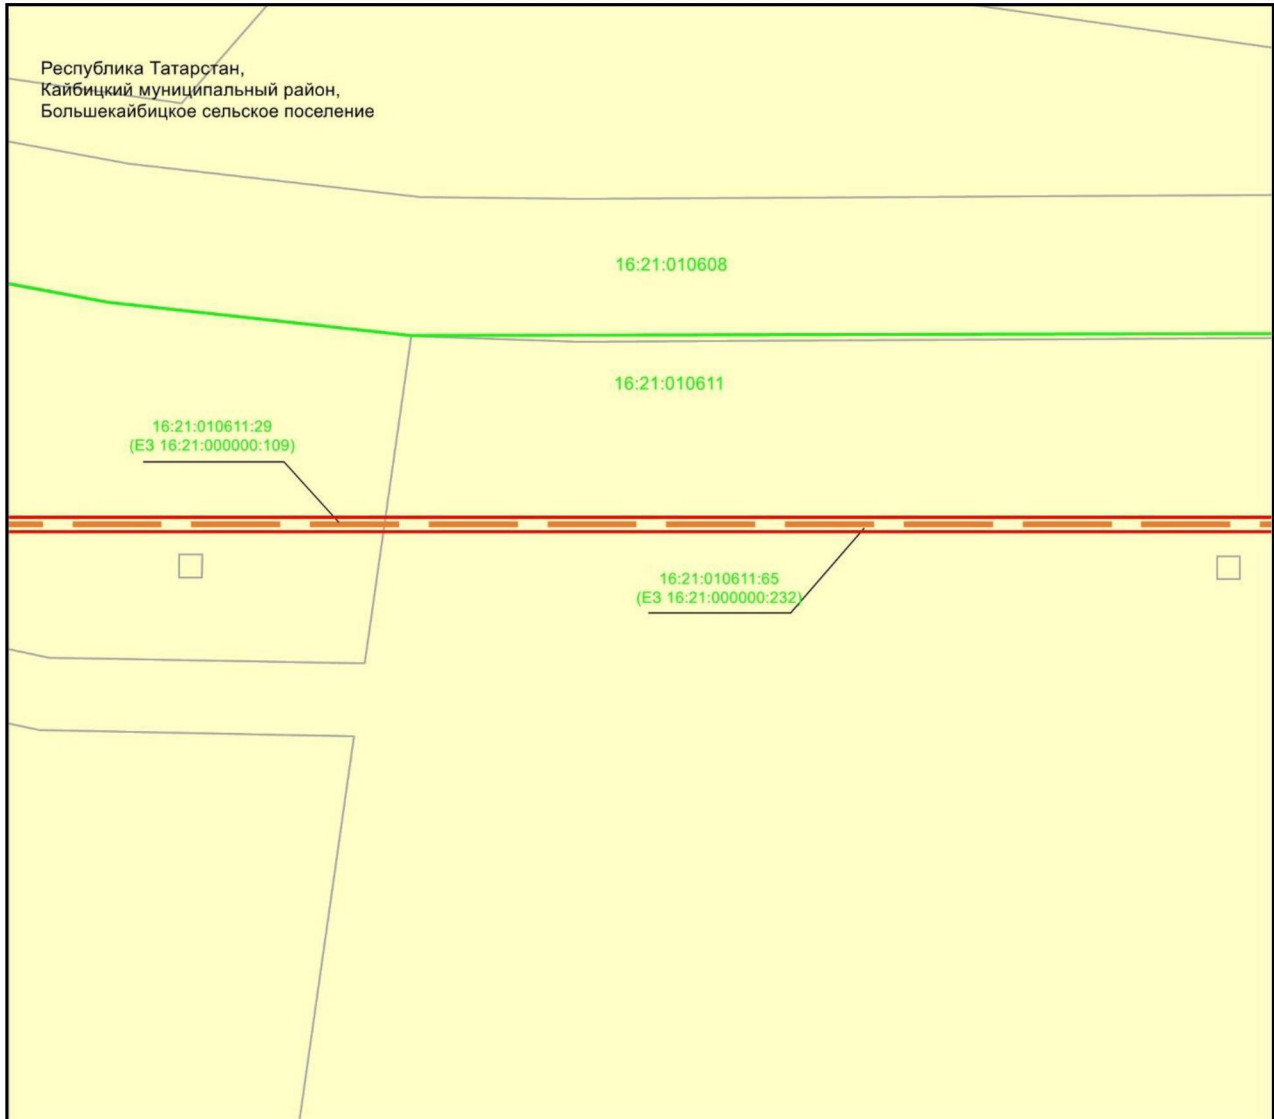 Республика Татарстан,
Кайбицкий муниципальный район,
Большекайбицкое сельское поселение
16:21:010608
16:21:010611
16:21:010611:29
(ЕЗ 16:21:000000:109)
16:21:010611:65
(ЕЗ 16:21:000000:232)